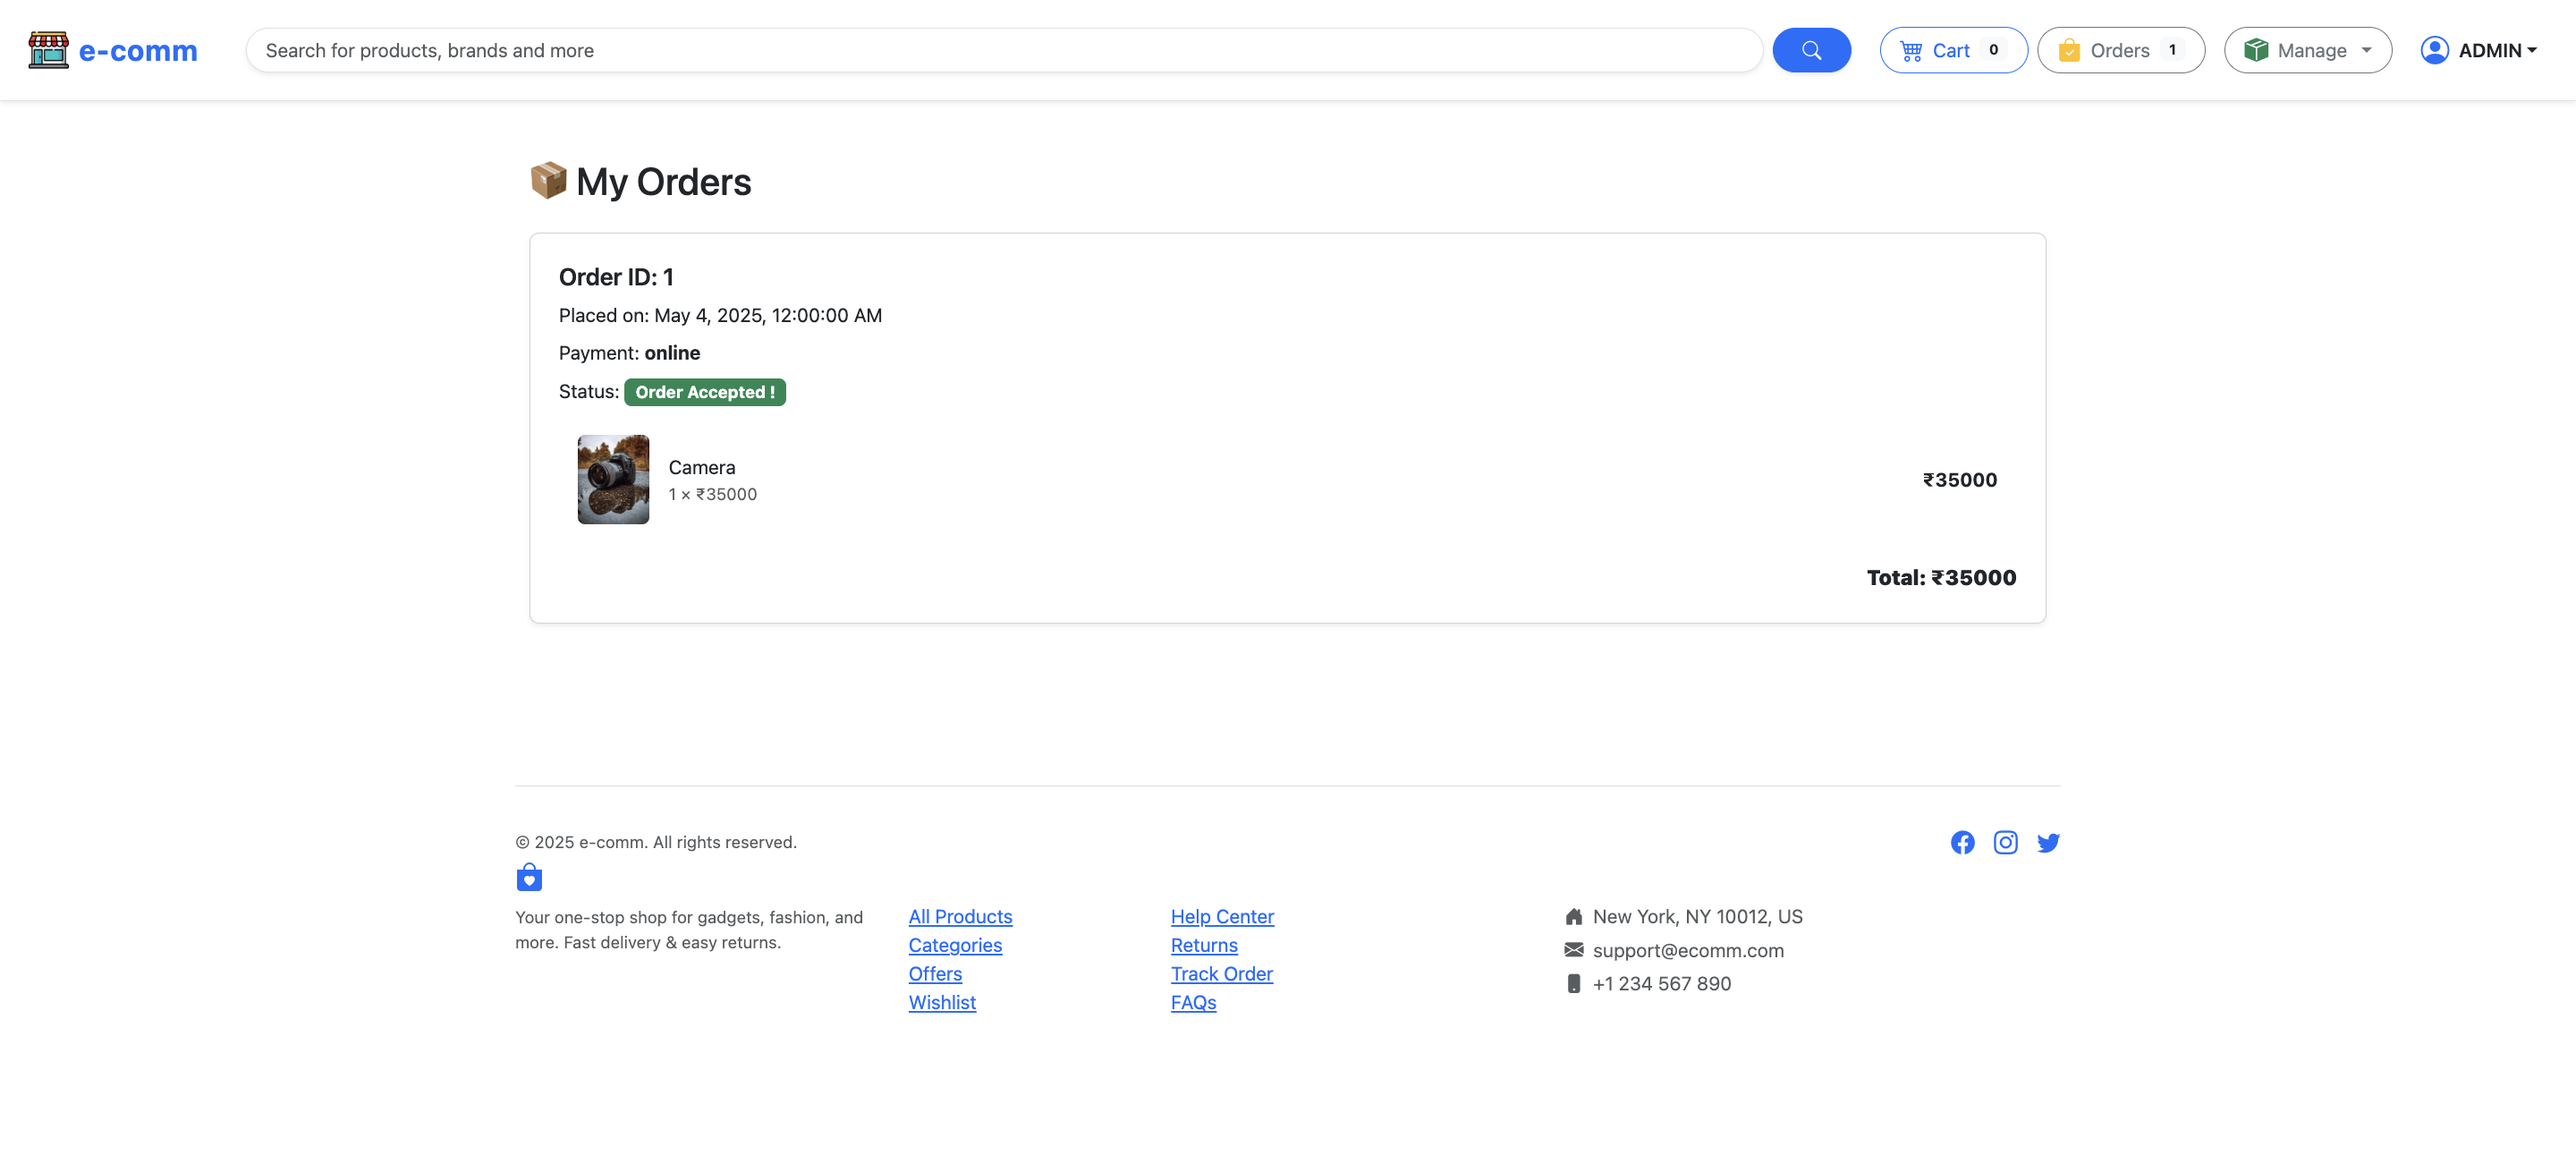 e-comm
Search for products, brands and more
Cart 0
Orders 1
Manage
ADMIN
My Orders
Order ID: 1
Placed on: May 4, 2025, 12:00:00 AM
Payment: online
Status: Order Accepted !
Camera
1 × ₹35000
₹35000
Total: ₹35000
© 2025 e-comm. All rights reserved.
Your one-stop shop for gadgets, fashion, and
more. Fast delivery & easy returns.
All Products
Categories
Offers
Wishlist
Help Center
Returns
Track Order
FAQs
New York, NY 10012, US
support@ecomm.com
+1 234 567 890